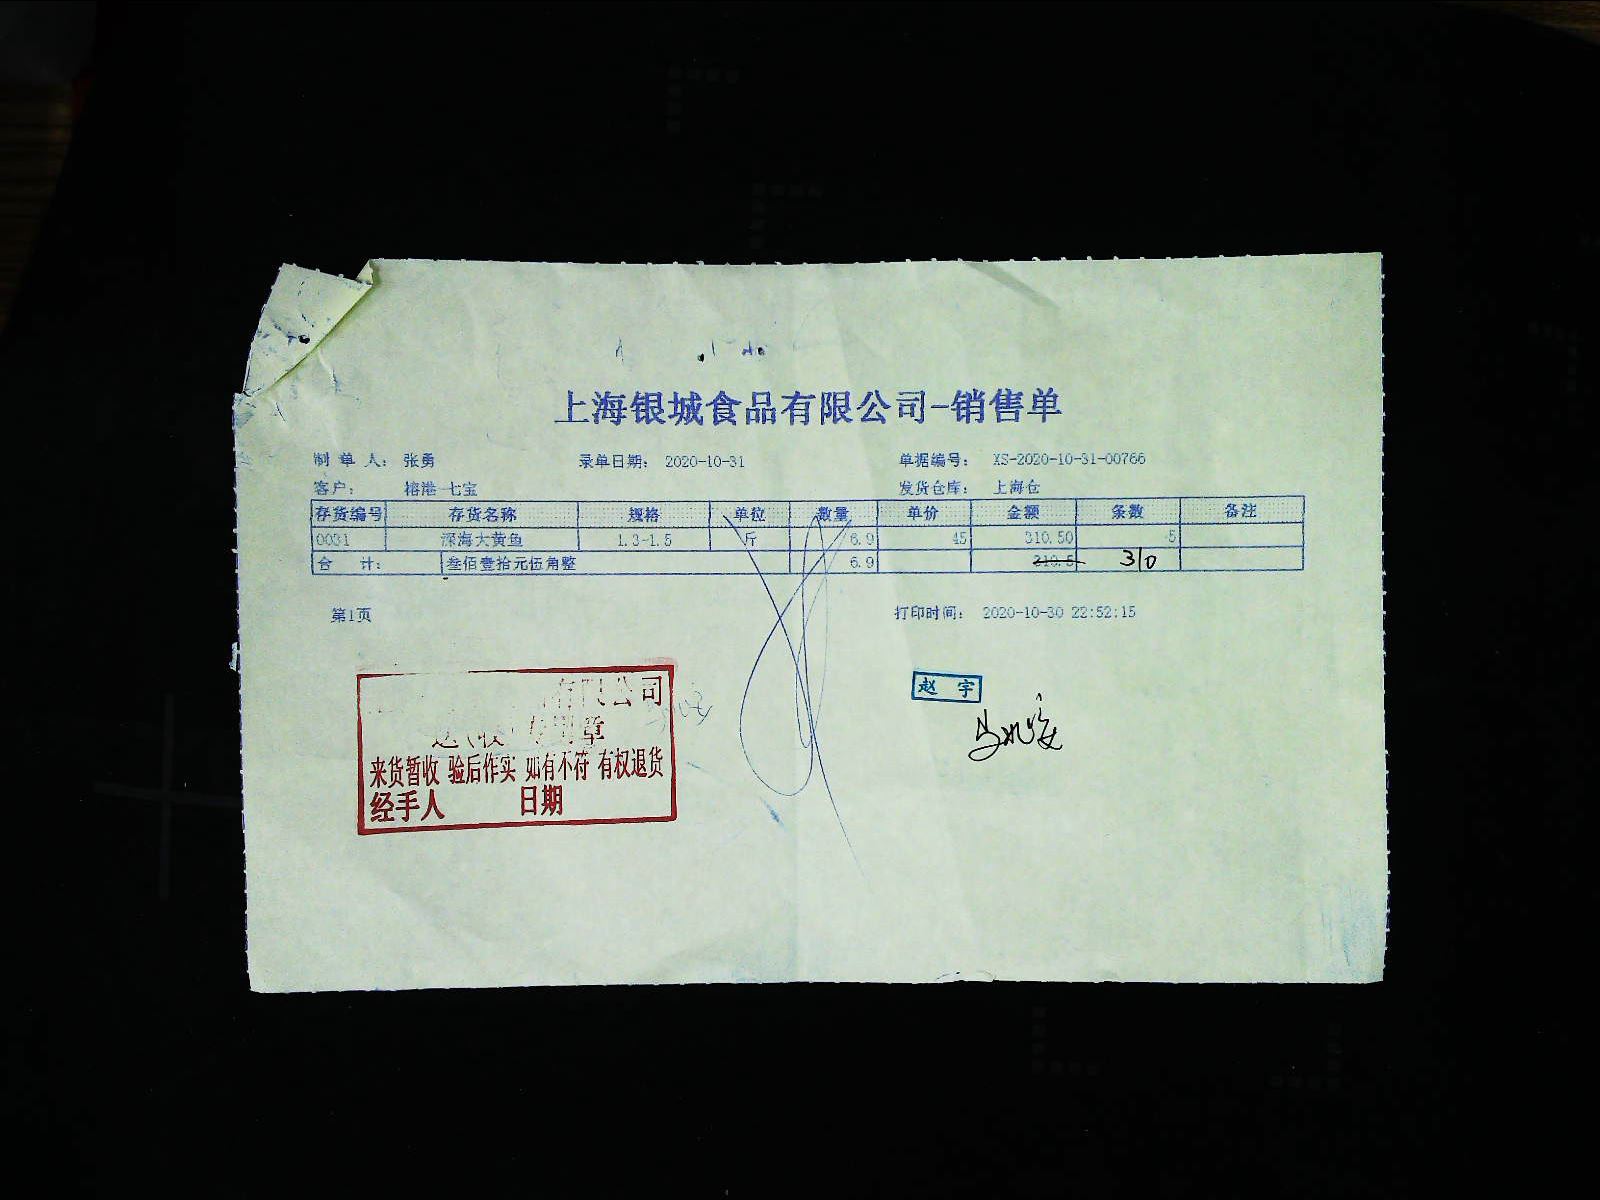 上海银城食品有限公司-销售单
制 单 人: 张勇 录单日期: 2020-10-31 单据编号: XS-2020-10-31-00766
客户: 榕港-七宝 发货仓库: 上海仓
存货编号 存货名称 规格 单位 数量 单价 金额 条数 备注
0031 深海大黄鱼 1.3-1.5 斤 6.9 45 310.50 5
合 计: 叁佰壹拾元伍角整 6.9 310.5 310
第1页 打印时间: 2020-10-30 22:52:15
赵 宇
有限公司
专用章
来货暂收 验后作实 如有不符 有权退货
经手人 日期